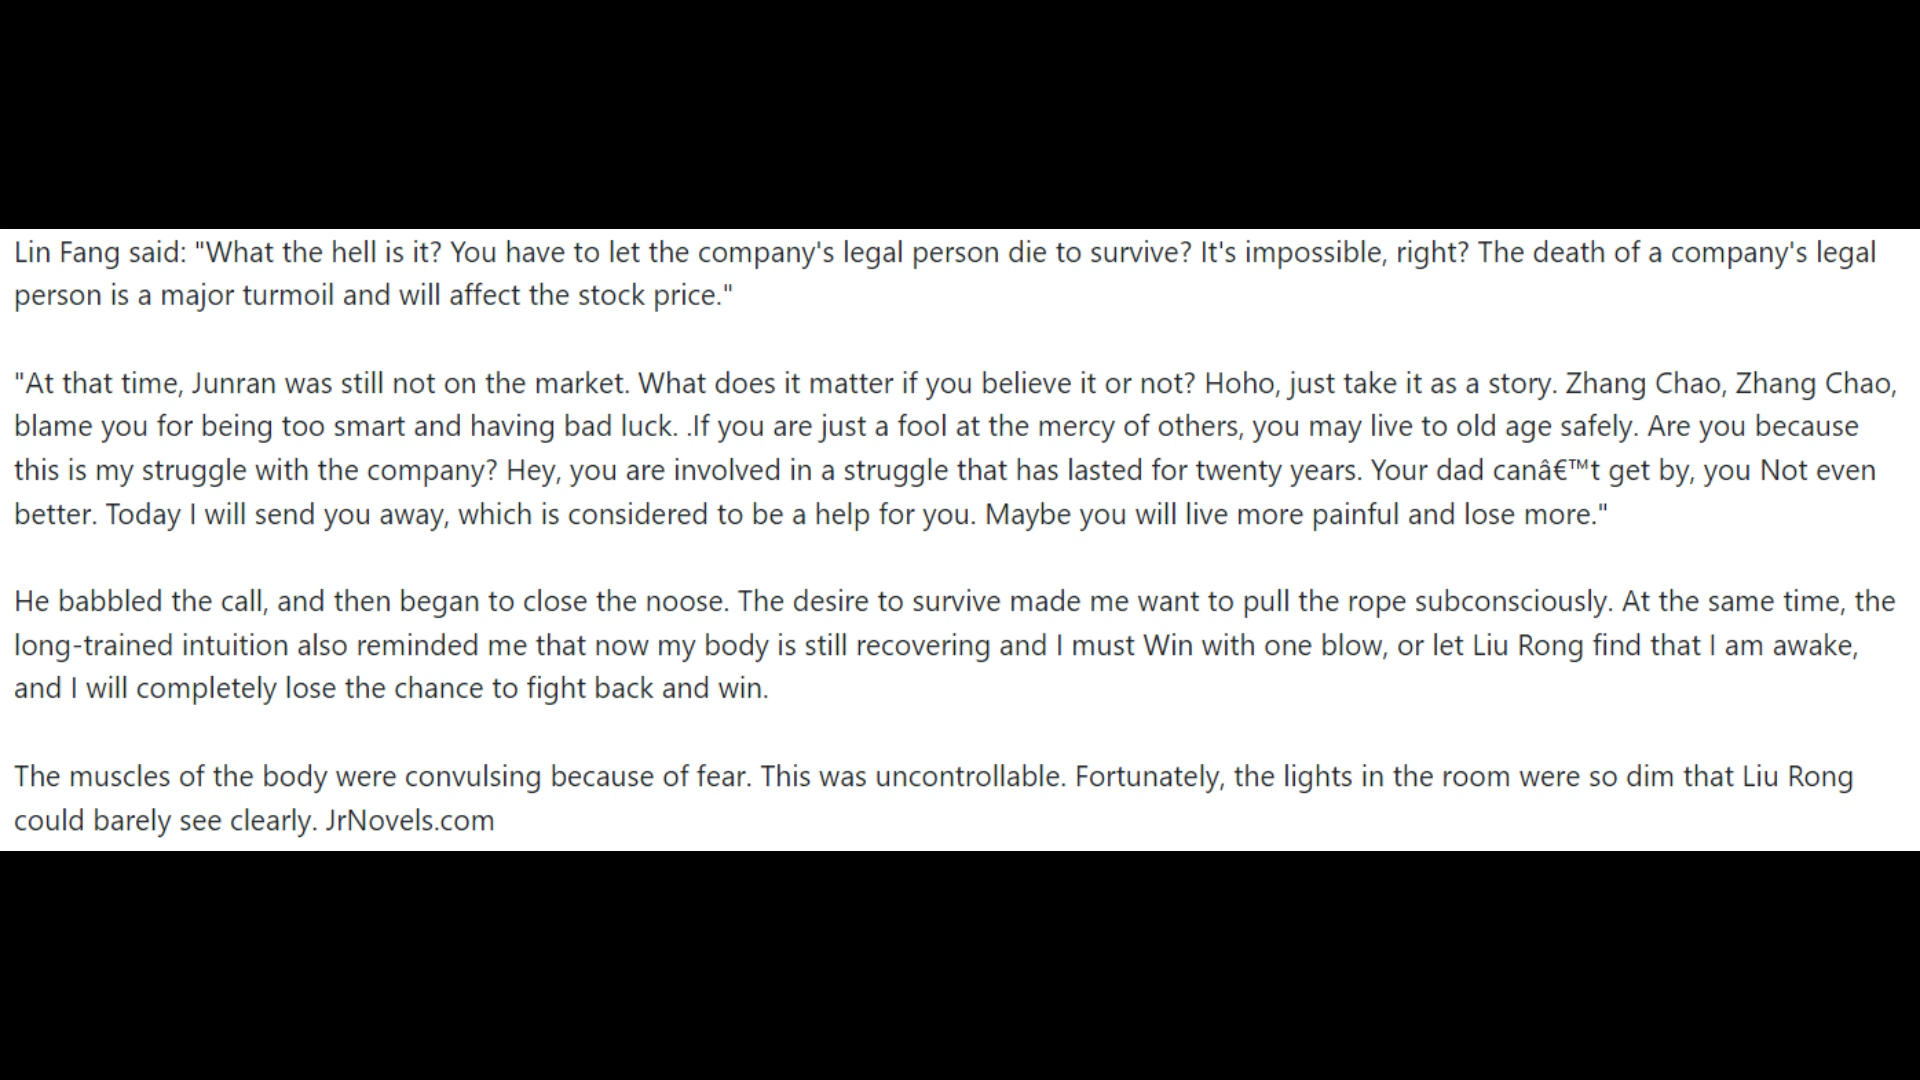 Lin Fang said: "What the hell is it? You have to let the company's legal person die to survive? It's impossible, right? The death of a company's legal
person is a major turmoil and will affect the stock price."
"At that time, Junran was still not on the market. What does it matter if you believe it or not? Hoho, just take it as a story. Zhang Chao, Zhang Chao,
blame you for being too smart and having bad luck. .If you are just a fool at the mercy of others, you may live to old age safely. Are you because
this is my struggle with the company? Hey, you are involved in a struggle that has lasted for twenty years. Your dad canâ€™t get by, you Not even
better. Today I will send you away, which is considered to be a help for you. Maybe you will live more painful and lose more."
He babbled the call, and then began to close the noose. The desire to survive made me want to pull the rope subconsciously. At the same time, the
long-trained intuition also reminded me that now my body is still recovering and I must Win with one blow, or let Liu Rong find that I am awake,
and I will completely lose the chance to fight back and win.
The muscles of the body were convulsing because of fear. This was uncontrollable. Fortunately, the lights in the room were so dim that Liu Rong
could barely see clearly. JrNovels.com